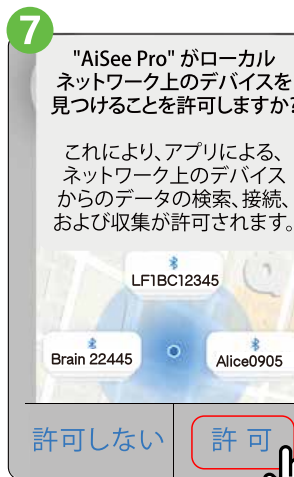 7
"AiSee Pro" がローカル
ネットワーク上のデバイスを
見つけることを許可しますか?
これにより、アプリによる、
ネットワーク上のデバイス
からのデータの検索、接続、
および収集が許可されます。
LF1BC12345
Brain 22445
Alice0905
許可しない
許可